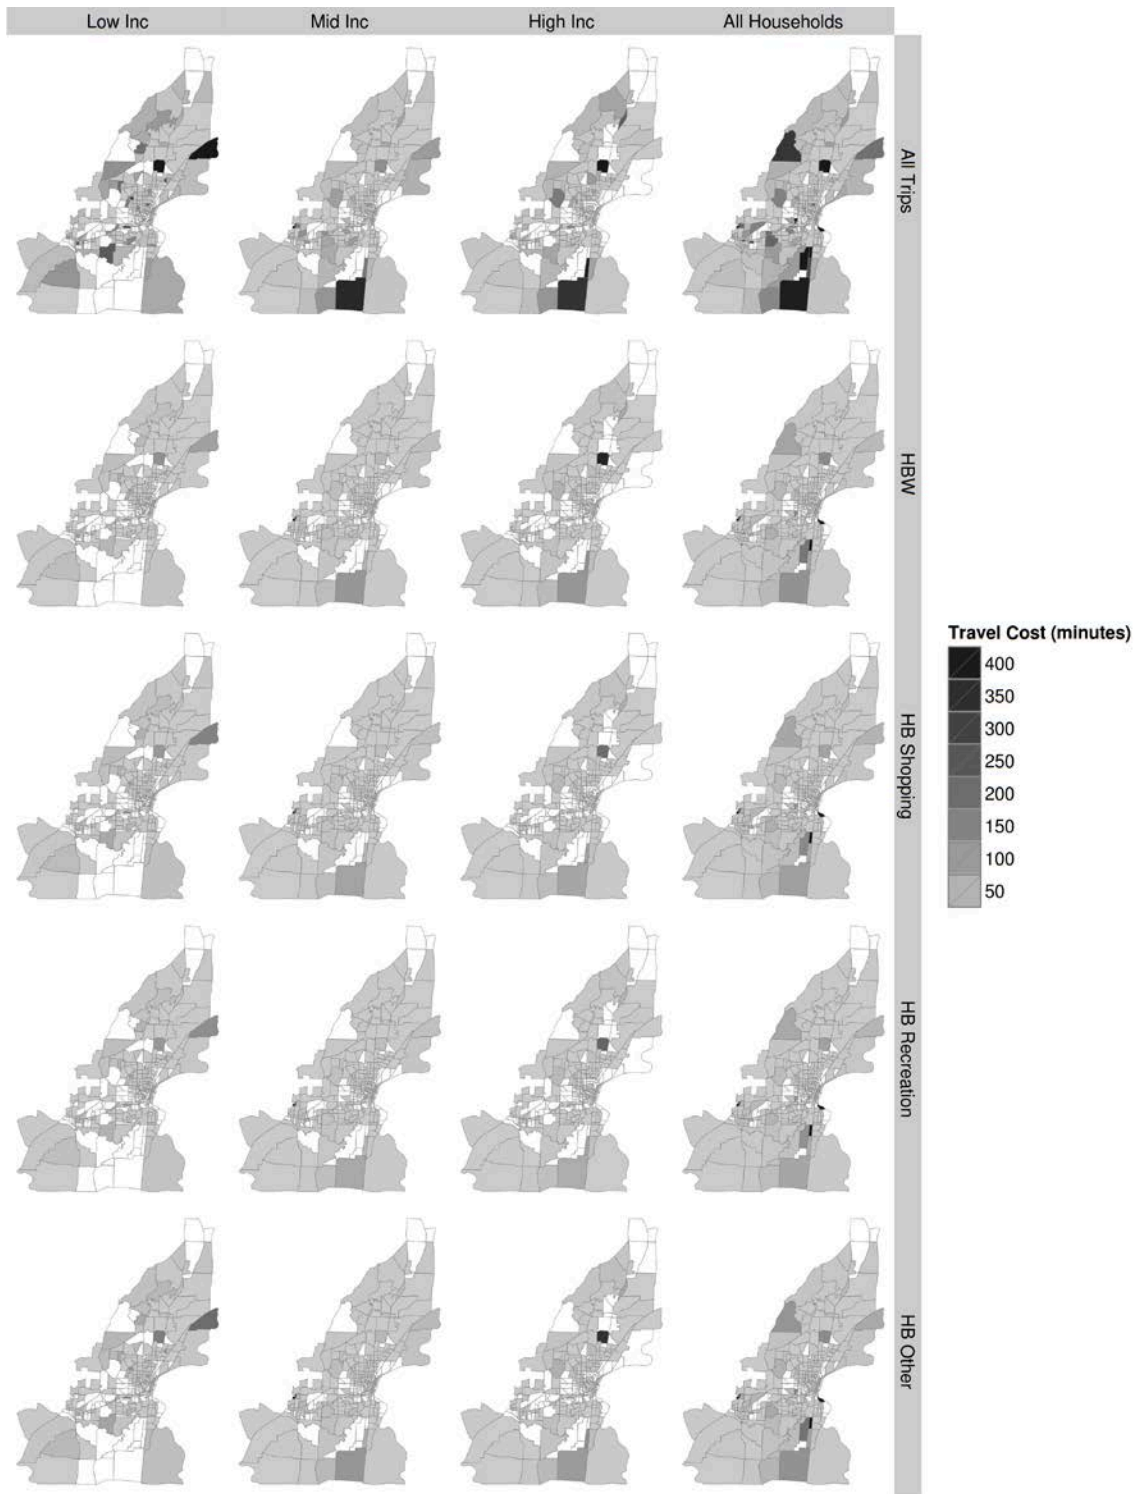 Low Inc
Mid Inc
High Inc
All Households
All Trips
HBW
HB Shopping
HB Recreation
HB Other
Travel Cost (minutes)
400
350
300
250
200
150
100
50